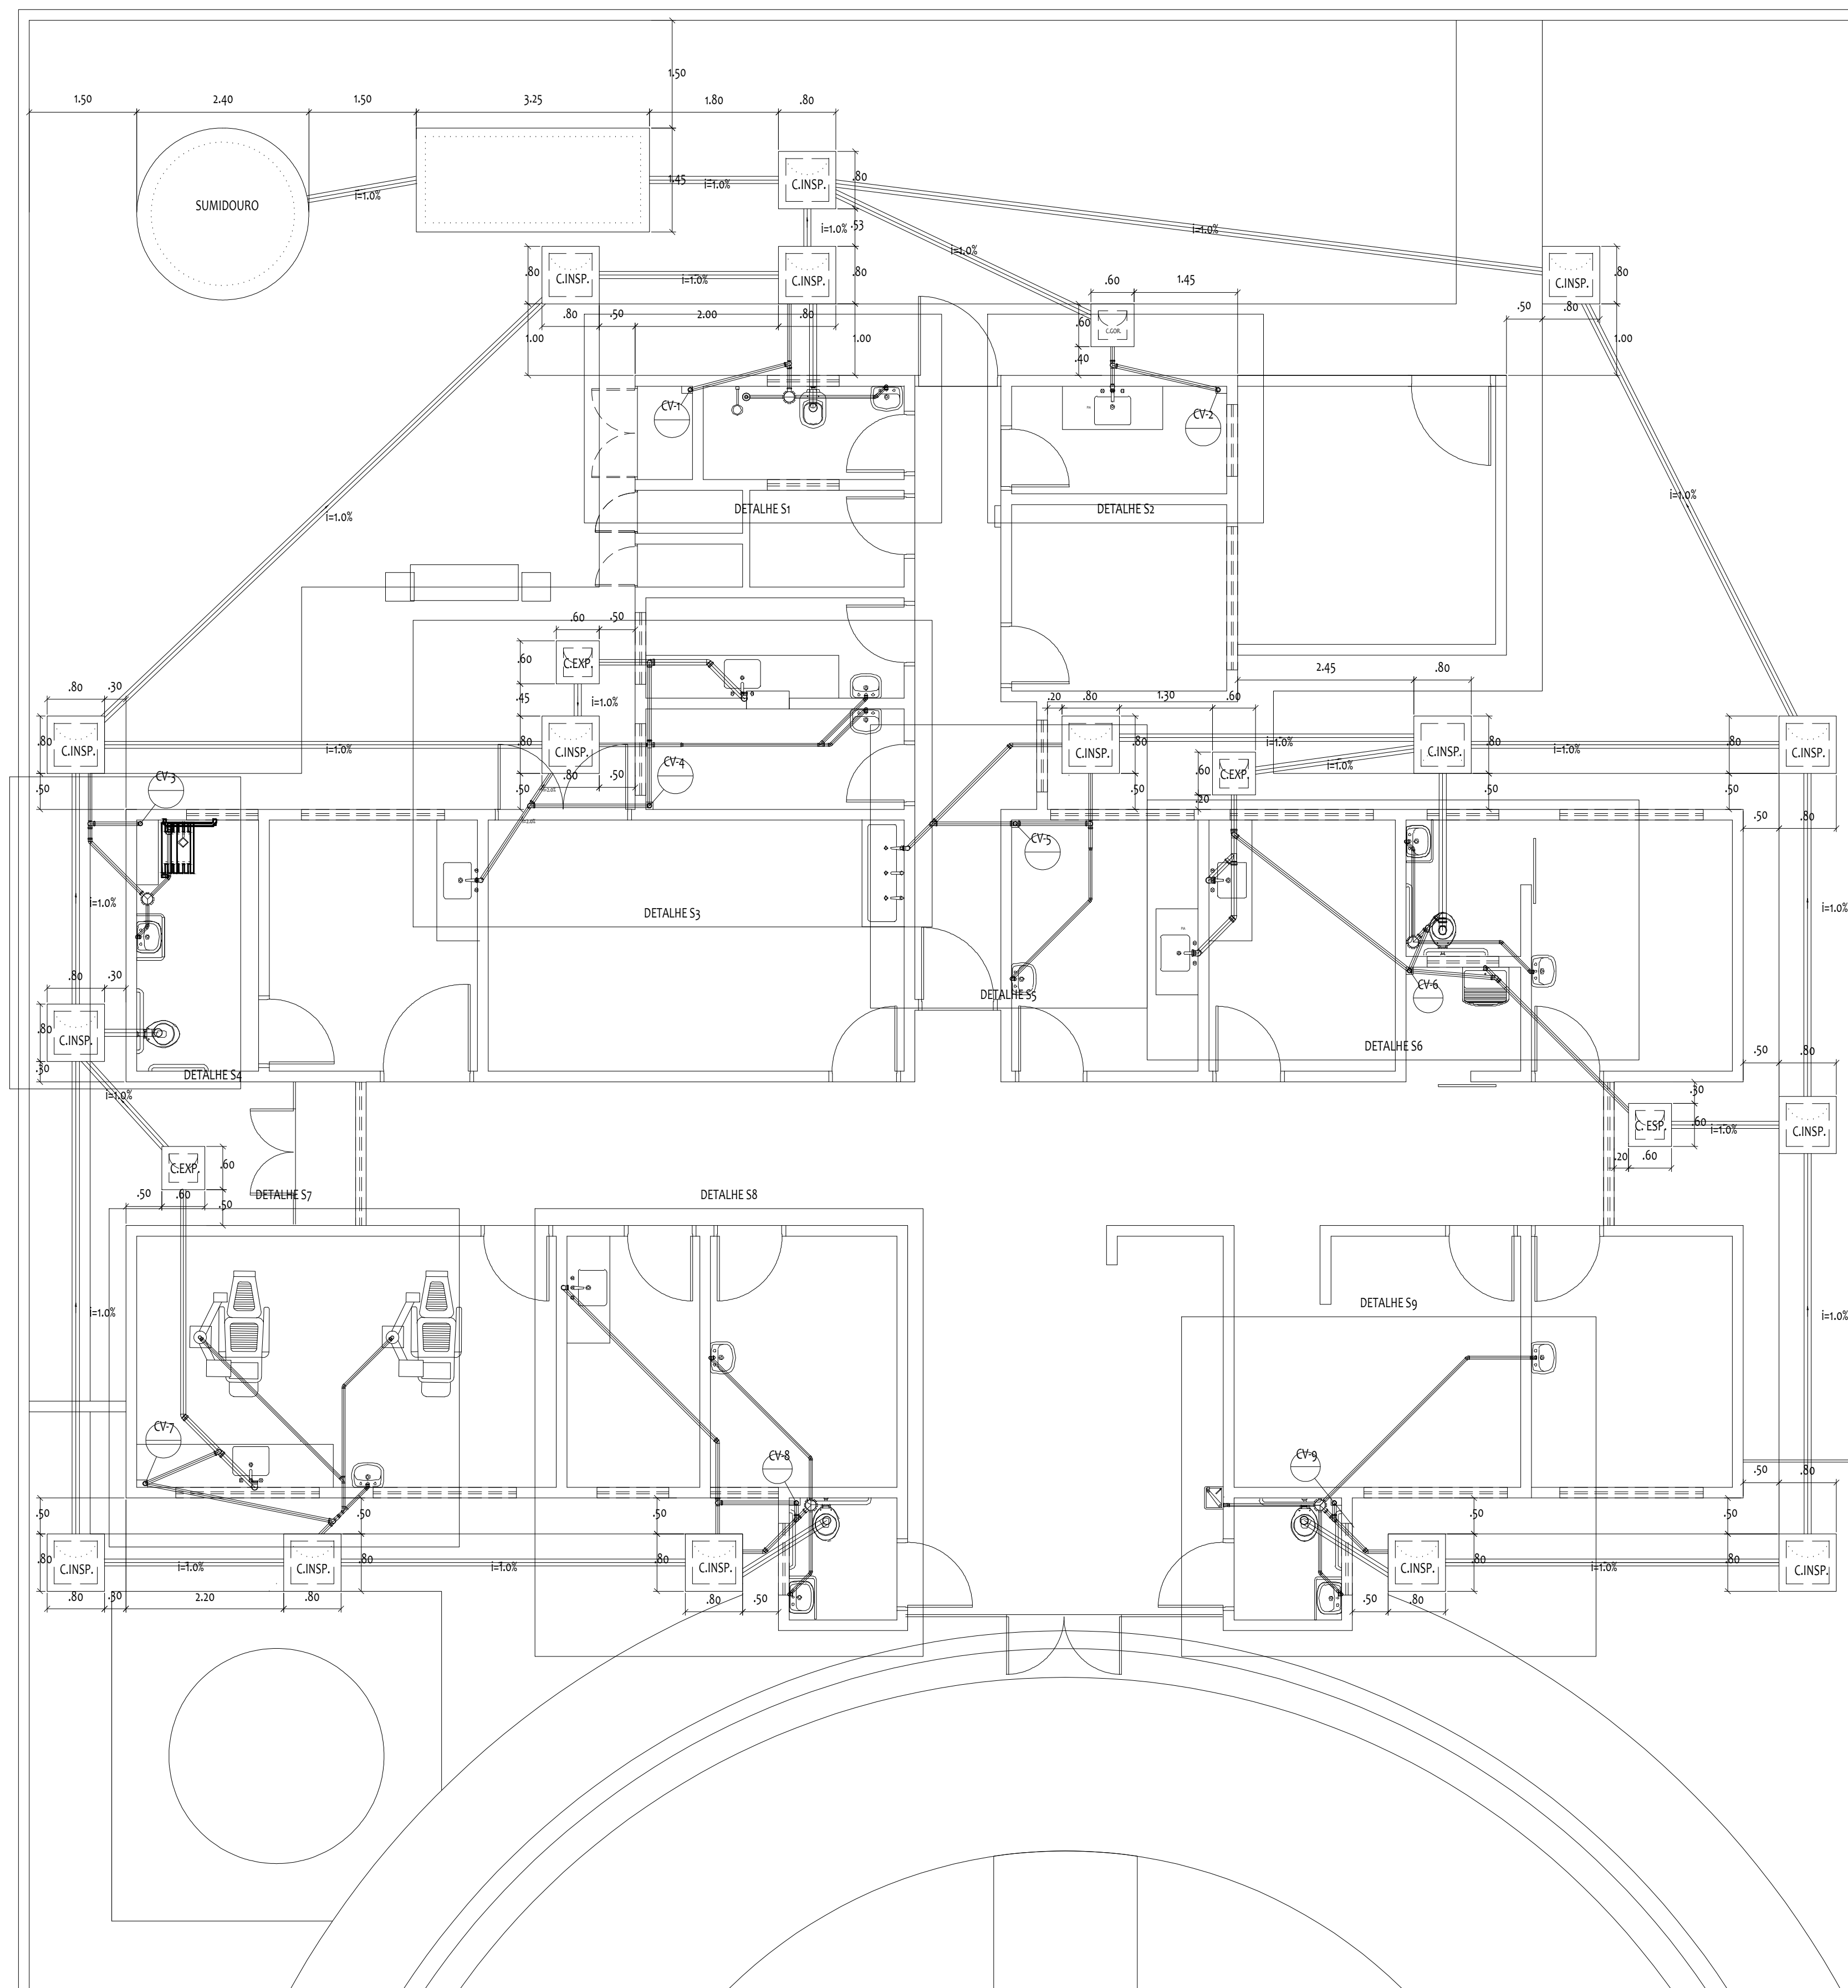 1.50
1.50 2.40 1.50 3.25 1.80 .80
SUMIDOURO
i=1.0%
1.45
i=1.0%
C.INSP.
.80
i=1.0% .53
i=1.0%
i=1.0%
.80
C.INSP.
i=1.0%
C.INSP.
.80
C.INSP.
.80
.60 1.45
.80 .50 2.00 .80
.60
C.GOR.
.50 .80
1.00
1.00
.40
1.00
CV-1
CV-2
DETALHE S1
DETALHE S2
i=1.0%
i=1.0%
.60 .50
.60
C.EXP.
.45
i=1.0%
.80 .30
.80
C.INSP.
i=1.0%
.80
C.INSP.
.80 .50
.50
CV-3
CV-4
.50
2.45 .80
.20 .80 1.30 .60
C.INSP.
.80
i=1.0%
.60
C.EXP.
i=1.0%
C.INSP.
.80
i=1.0%
.80
C.INSP.
.50
.20
.50
.50
.50 .80
CV-5
i=1.0%
DETALHE S3
i=1.0%
.80 .30
DETALHE S5
CV-6
.80
C.INSP.
.30
DETALHE S4
DETALHE S6
.50 .80
i=1.0%
.30
C. ESP.
.60
i=1.0%
C.INSP.
.20 .60
C.EXP.
.60
.50 .60
.50
DETALHE S7
DETALHE S8
i=1.0%
DETALHE S9
i=1.0%
CV-7
CV-8
CV-9
.50 .80
.50
.50
.50
.50
.50
.80
C.INSP.
i=1.0%
C.INSP.
.80
i=1.0%
.80
C.INSP.
C.INSP.
.80
i=1.0%
.80
C.INSP.
.80 .30 2.20 .80
.80 .50
.50 .80